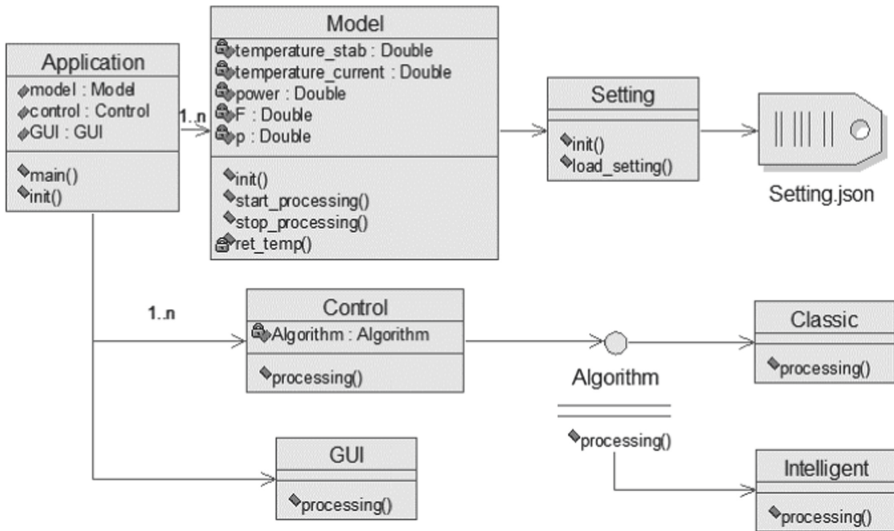 Application
model : Model
control : Control
GUI : GUI
main()
init()
1..n
Model
temperature_stab : Double
temperature_current : Double
power : Double
F : Double
p : Double
init()
start_processing()
stop_processing()
ret_temp()
Setting
init()
load_setting()
Setting.json
1..n
Control
Algorithm : Algorithm
processing()
Algorithm
processing()
Classic
processing()
GUI
processing()
Intelligent
processing()